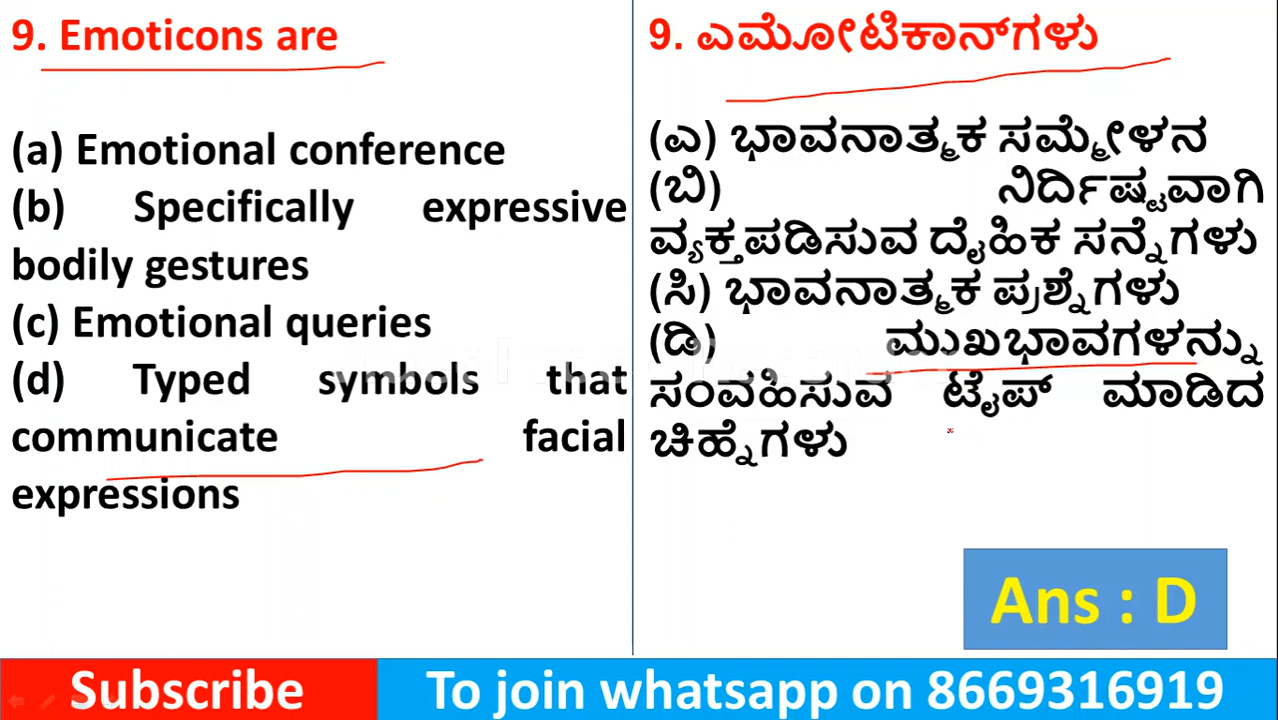 9. Emoticons are
(a) Emotional conference
(b) Specifically expressive
bodily gestures
(c) Emotional queries
(d) Typed symbols that
communicate facial
expressions
9. ಎಮೋಟಿಕಾನ್‌ಗಳು
(ಎ) ಭಾವನಾತ್ಮಕ ಸಮ್ಮೇಳನ
(ಬಿ) ನಿರ್ದಿಷ್ಟವಾಗಿ
ವ್ಯಕ್ತಪಡಿಸುವ ದೈಹಿಕ ಸನ್ನೆಗಳು
(ಸಿ) ಭಾವನಾತ್ಮಕ ಪ್ರಶ್ನೆಗಳು
(ಡಿ) ಮುಖಭಾವಗಳನ್ನು
ಸಂವಹಿಸುವ ಟೈಪ್ ಮಾಡಿದ
ಚಿಹ್ನೆಗಳು
Ans : D
Subscribe
To join whatsapp on 8669316919